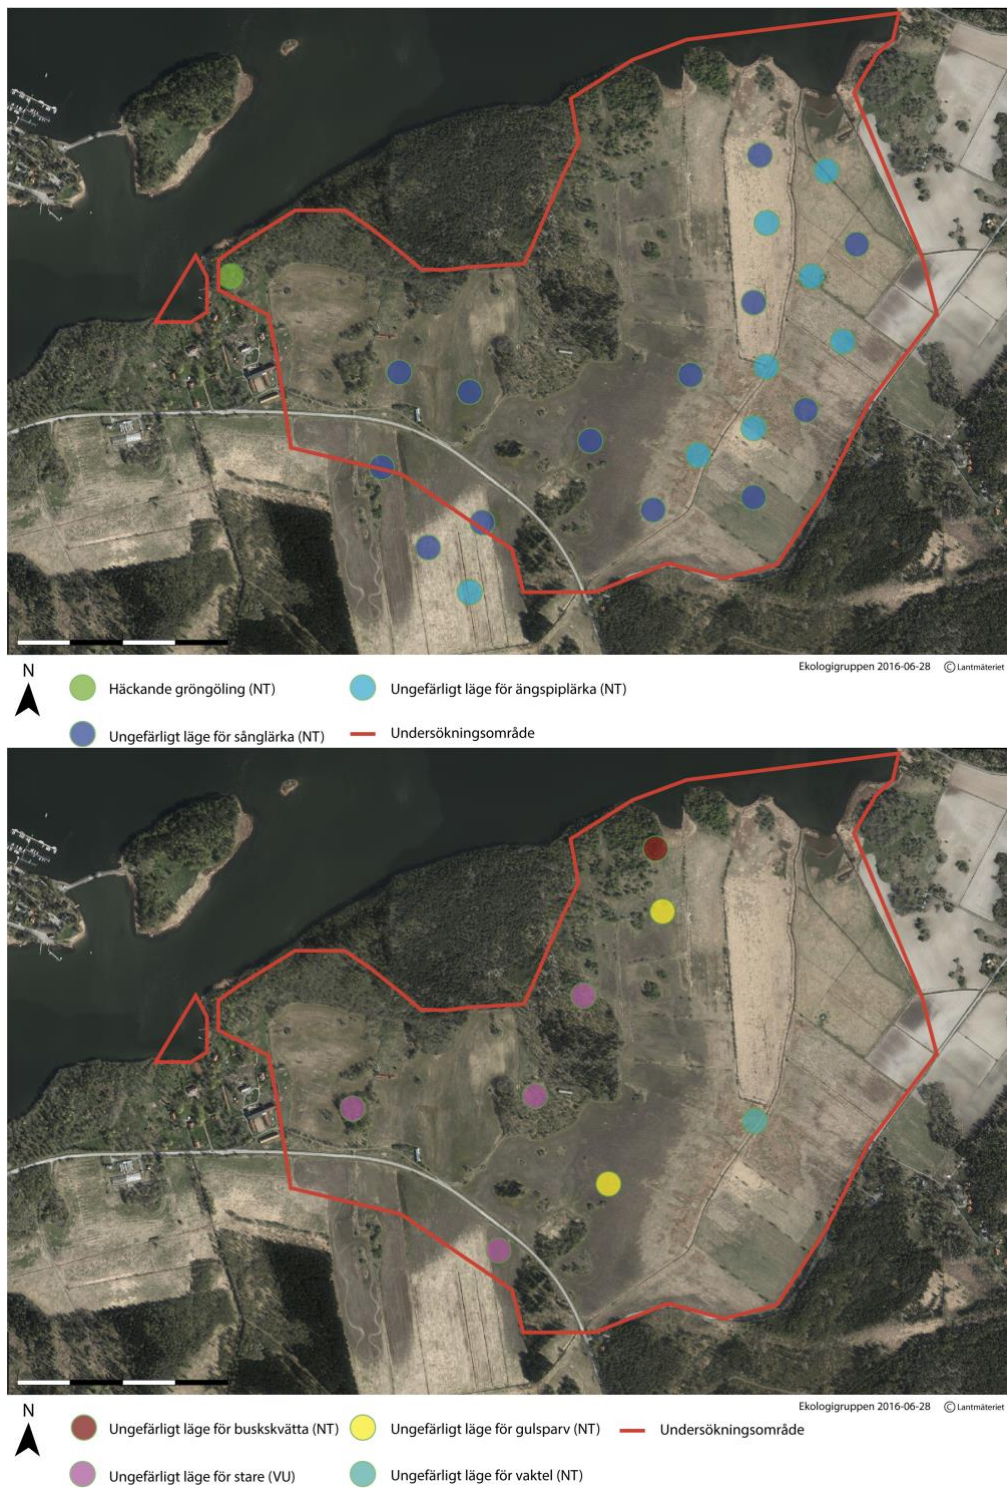 Ekologigruppen 2016-06-28 © Lantmäteriet
N
Häckande gröngöling (NT)
Ungefärligt läge för ängspiplärka (NT)
Ungefärligt läge för sånglärka (NT)
Undersökningsområde
Ekologigruppen 2016-06-28 © Lantmäteriet
N
Ungefärligt läge för buskskvätta (NT)
Ungefärligt läge för gulsparv (NT)
Undersökningsområde
Ungefärligt läge för stare (VU)
Ungefärligt läge för vaktel (NT)